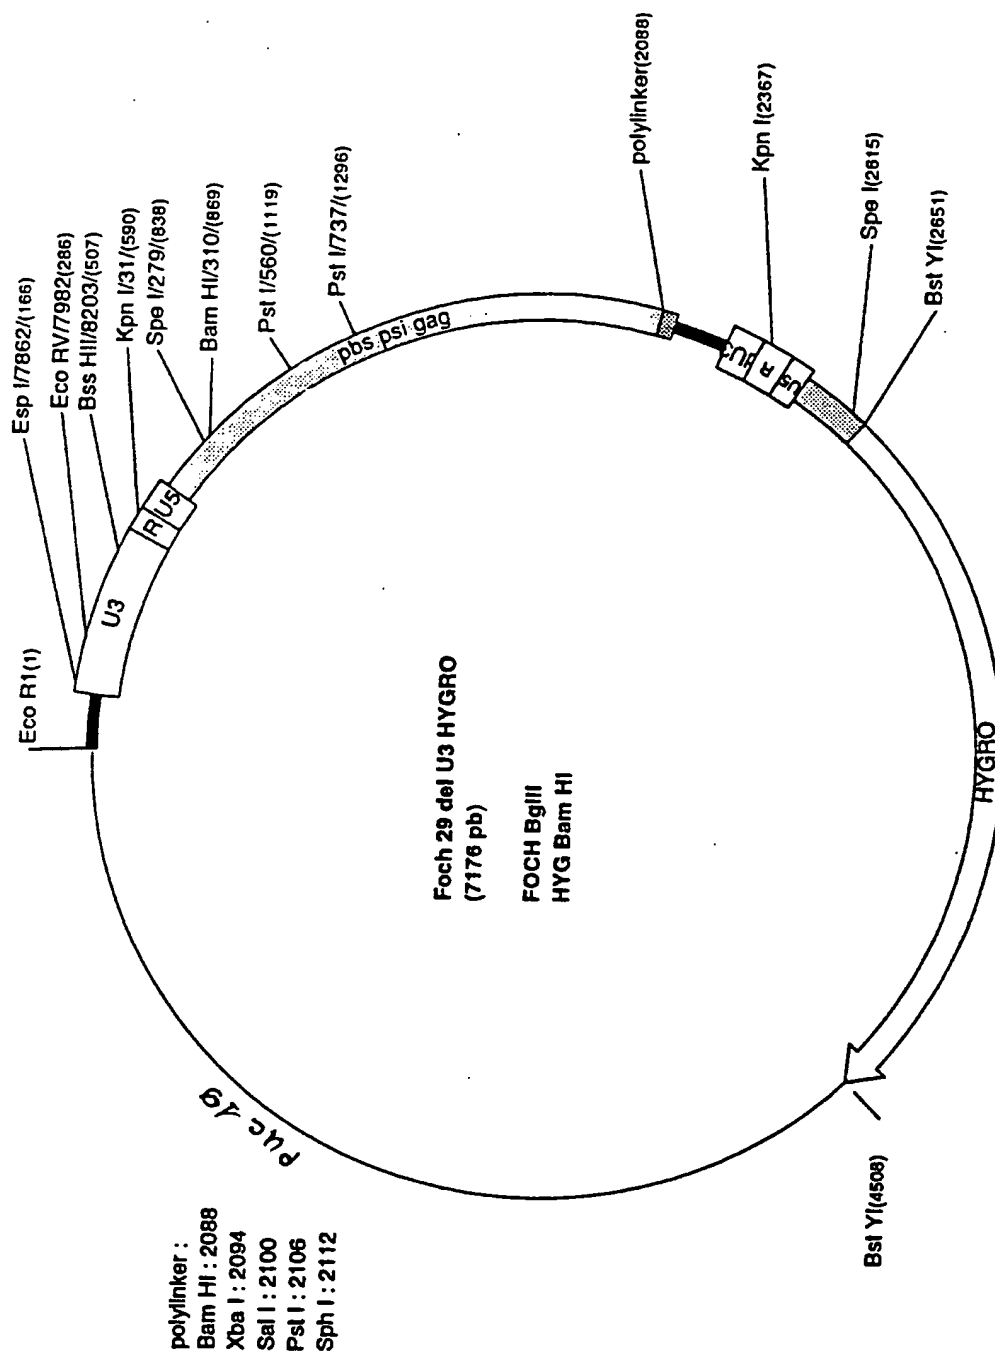 Eco R1(1)
Esp I/7862/(166)
Eco RV/7982(286)
Bss HII/8203/(507)
Kpn I/31/(590)
Spe I/279/(838)
Bam HI/310/(869)
Pst I/560/(1119)
Pst I/737/(1296)
polylinker(2088)
Kpn I(2367)
Spe I(2615)
Bst YI(2651)
U3
R
U5
pbs psi gag
dU3
R
U5
HYGRO
Bst YI(4508)
puc 19
Foch 29 del U3 HYGRO
(7176 pb)
FOCH BglII
HYG Bam HI
polylinker :
Bam HI : 2088
Xba I : 2094
Sal I : 2100
Pst I : 2106
Sph I : 2112